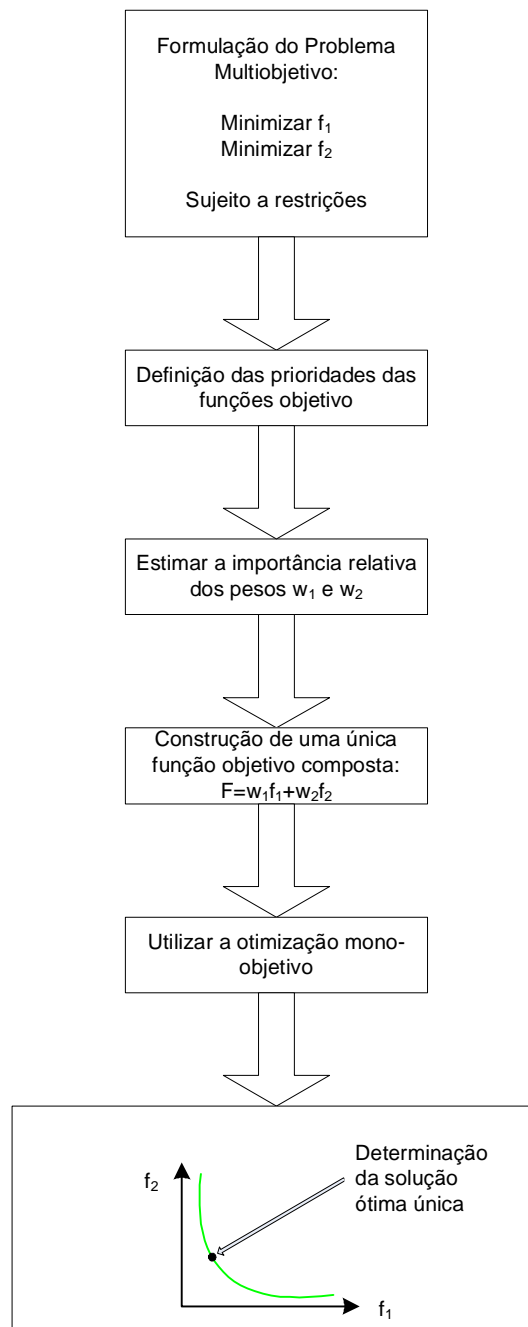 Formulação do Problema
Multiobjetivo:
Minimizar f₁
Minimizar f₂
Sujeito a restrições
Definição das prioridades das
funções objetivo
Estimar a importância relativa
dos pesos w₁ e w₂
Construção de uma única
função objetivo composta:
F=w₁f₁+w₂f₂
Utilizar a otimização mono-
objetivo
Determinação
da solução
ótima única
f₂
f₁